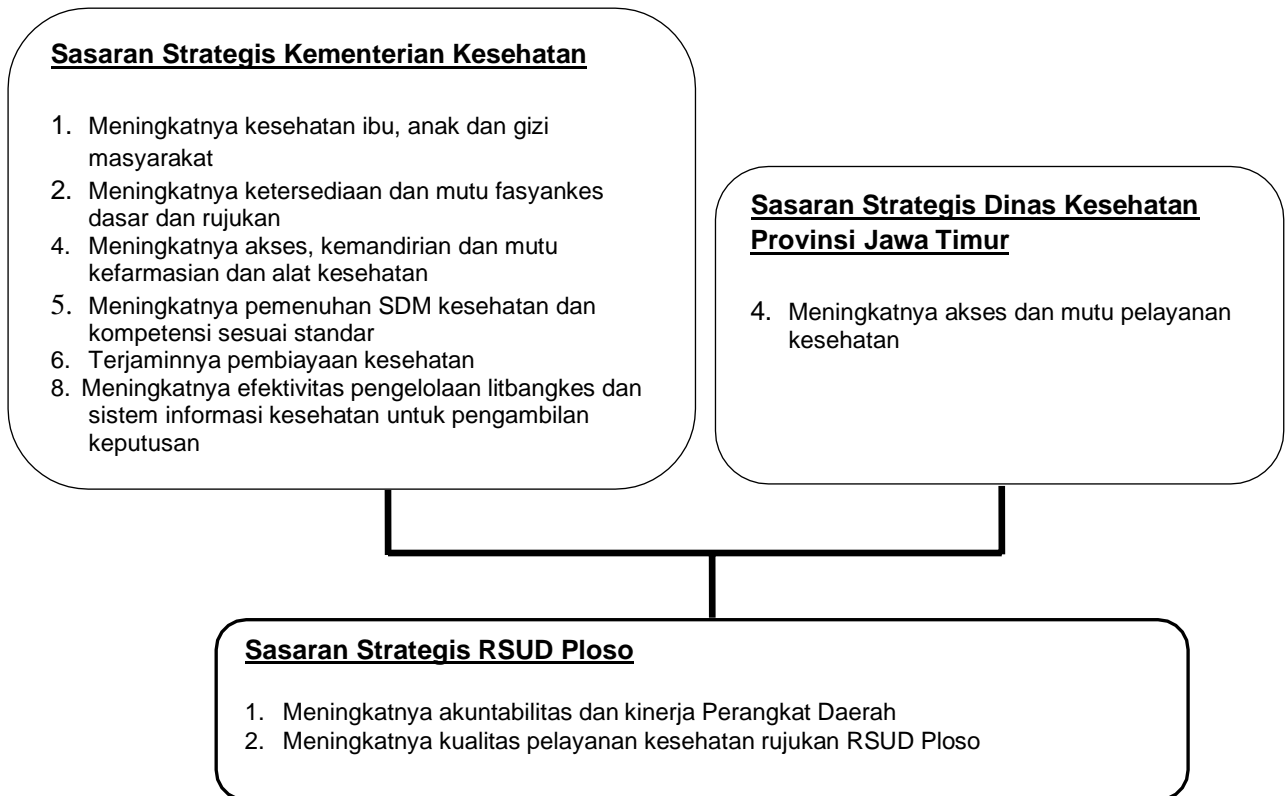 Sasaran Strategis Kementerian Kesehatan
1. Meningkatnya kesehatan ibu, anak dan gizi
masyarakat
2. Meningkatnya ketersediaan dan mutu fasyankes
dasar dan rujukan
4. Meningkatnya akses, kemandirian dan mutu
kefarmasian dan alat kesehatan
5. Meningkatnya pemenuhan SDM kesehatan dan
kompetensi sesuai standar
6. Terjaminnya pembiayaan kesehatan
8. Meningkatnya efektivitas pengelolaan litbangkes dan
sistem informasi kesehatan untuk pengambilan
keputusan
Sasaran Strategis Dinas Kesehatan
Provinsi Jawa Timur
4. Meningkatnya akses dan mutu pelayanan
kesehatan
Sasaran Strategis RSUD Ploso
1. Meningkatnya akuntabilitas dan kinerja Perangkat Daerah
2. Meningkatnya kualitas pelayanan kesehatan rujukan RSUD Ploso